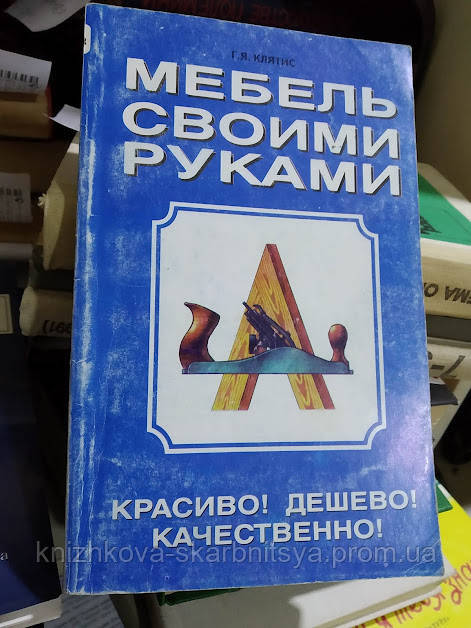 Г.Я. КЛЯТИС
МЕБЕЛЬ
СВОИМИ
РУКАМИ
КРАСИВО! ДЕШЕВО!
КАЧЕСТВЕННО!
knizhkova-skarbnitsya.prom.ua